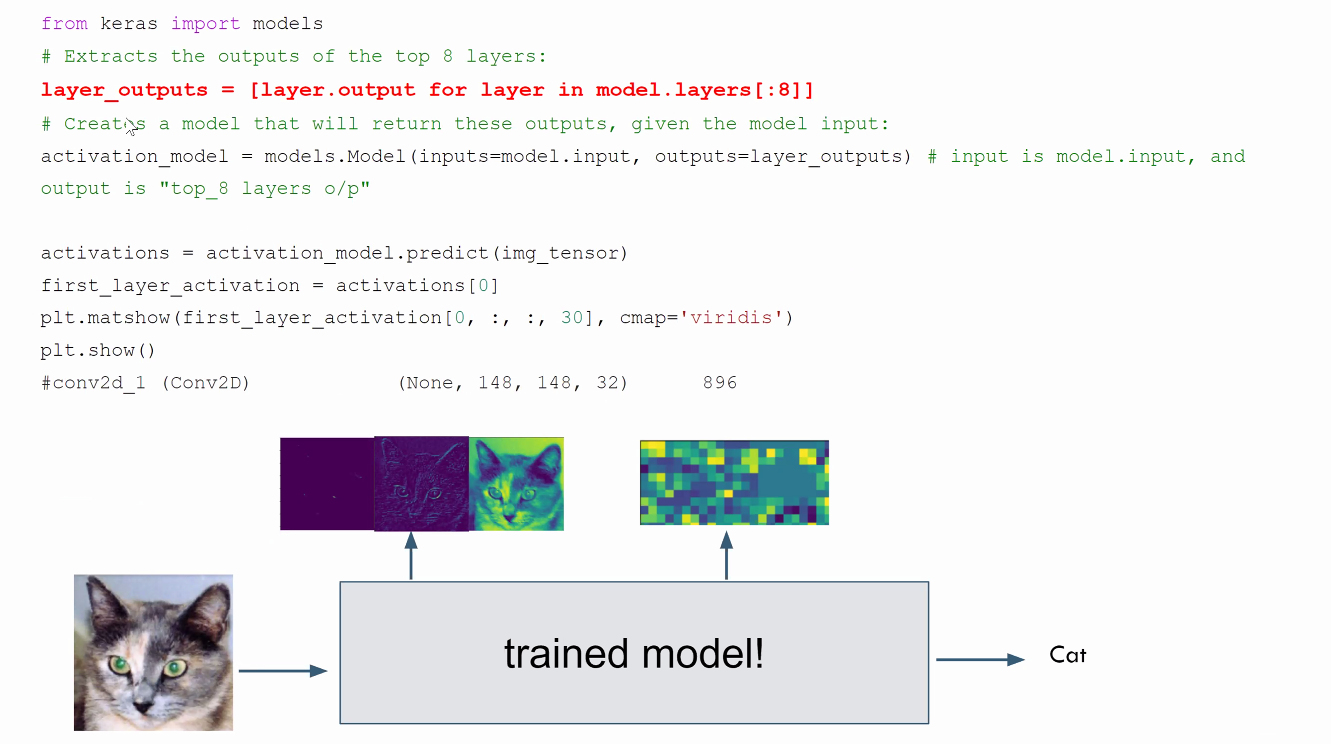 from keras import models
# Extracts the outputs of the top 8 layers:
layer_outputs = [layer.output for layer in model.layers[:8]]
# Creates a model that will return these outputs, given the model input:
activation_model = models.Model(inputs=model.input, outputs=layer_outputs) # input is model.input, and
output is "top_8 layers o/p"
activations = activation_model.predict(img_tensor)
first_layer_activation = activations[0]
plt.matshow(first_layer_activation[0, :, :, 30], cmap='viridis')
plt.show()
#conv2d_1 (Conv2D) (None, 148, 148, 32) 896
trained model!
Cat